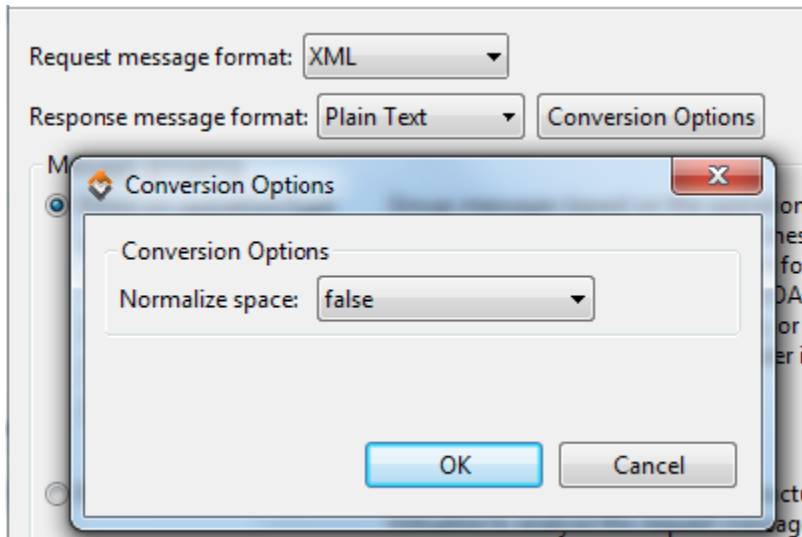 Request message format: XML
Response message format: Plain Text Conversion Options
Conversion Options
Conversion Options
Normalize space: false
OK Cancel